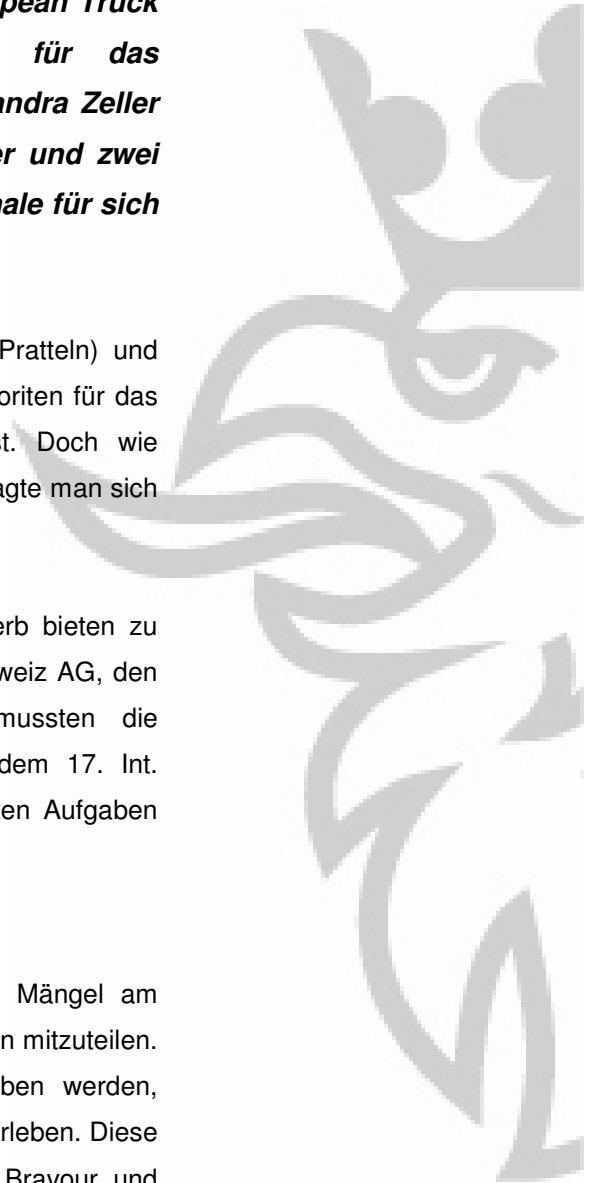 pean Truck
für das
andra Zeller
er und zwei
nale für sich
Pratteln) und
oriten für das
st. Doch wie
agte man sich
erb bieten zu
weiz AG, den
mussten die
dem 17. Int.
ten Aufgaben
Mängel am
n mitzuteilen.
ben werden,
rleben. Diese
Bravour und